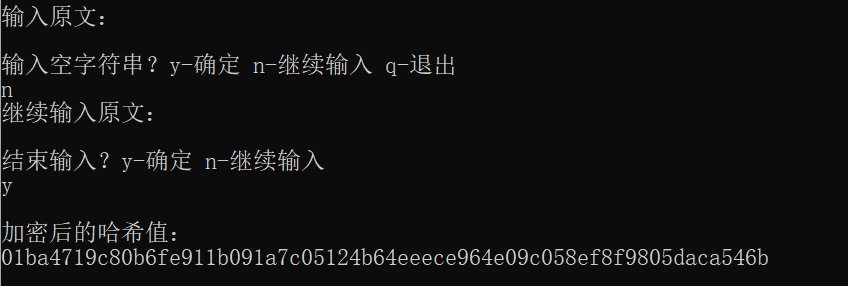 输入原文：
输入空字符串？y-确定 n-继续输入 q-退出
n
继续输入原文：
结束输入？y-确定 n-继续输入
y
加密后的哈希值：
01ba4719c80b6fe911b091a7c05124b64eeece964e09c058ef8f9805daca546b